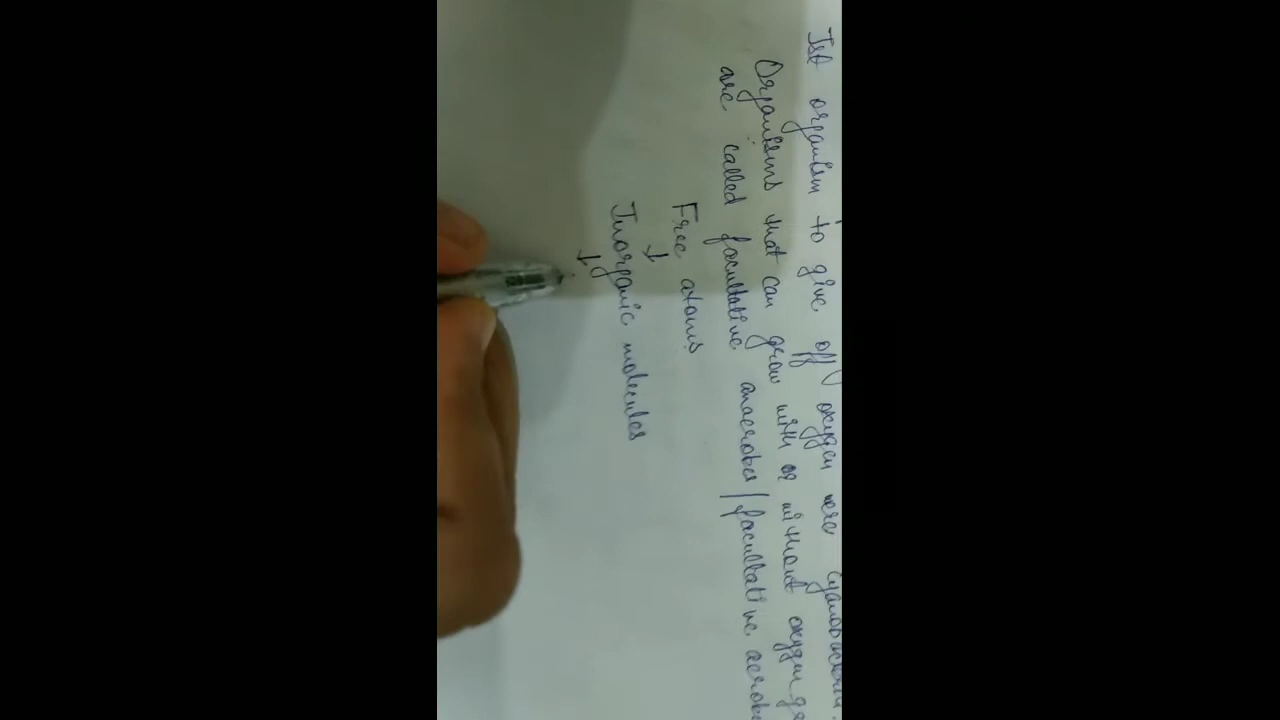 Ist organism to give off oxygen were cyanobacteria.
Organisms that can grow with or without oxygen
are called facultative anaerobes/facultative
Free atoms
↓
Inorganic molecules
↓